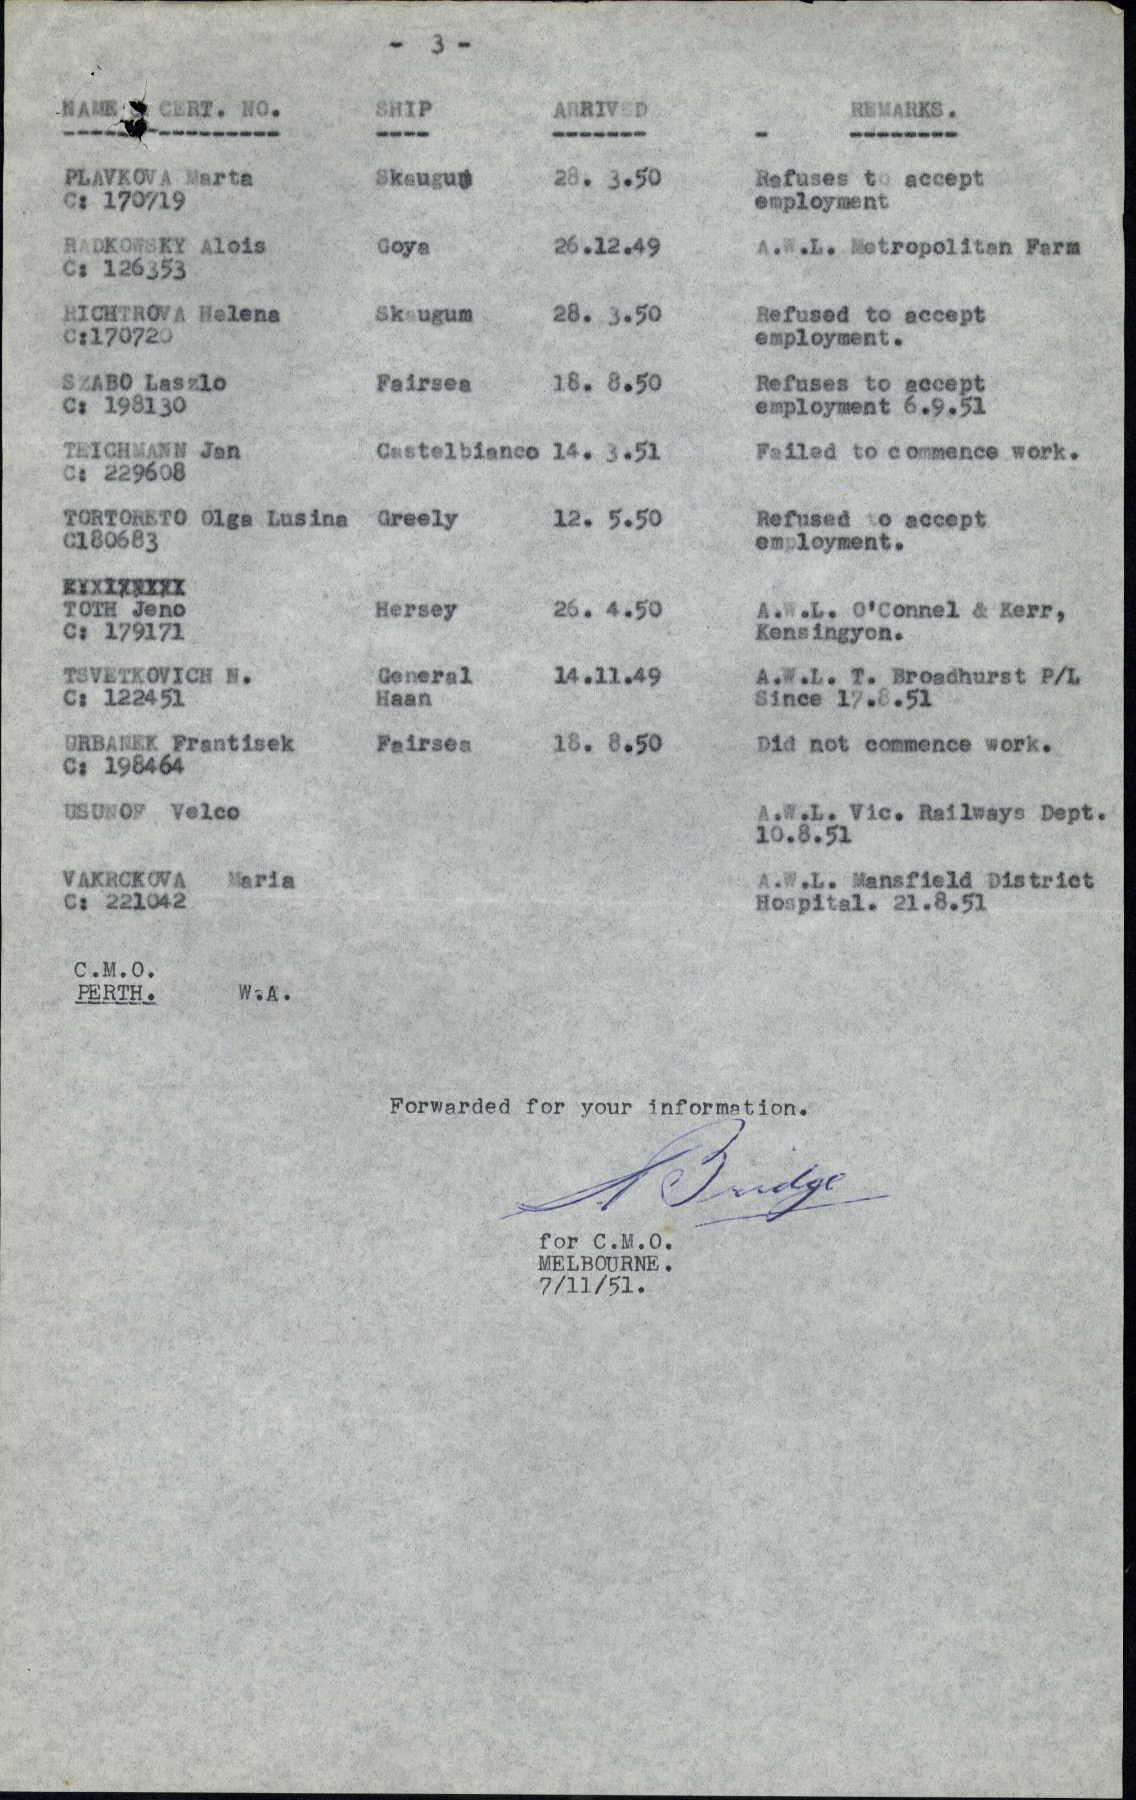 - 3 -
NAME & CERT. NO. SHIP ARRIVED - REMARKS.
PLAVKOVA Marta Skaugum 28. 3.50 Refuses to accept
C: 170719 employment
RADKOWSKY Alois Goya 26.12.49 A.W.L. Metropolitan Farm
C: 126353
RICHTROVA Helena Skaugum 28. 3.50 Refused to accept
C:170720 employment.
SZABO Laszlo Fairsea 18. 8.50 Refuses to accept
C: 198130 employment 6.9.51
TEICHMANN Jan Castelbianco 14. 3.51 Failed to commence work.
C: 229608
TORTORETO Olga Lusina Greely 12. 5.50 Refused to accept
C180683 employment.
TOTH Jeno Hersey 26. 4.50 A.W.L. O'Connel & Kerr,
C: 179171 Kensingyon.
TSVETKOVICH N. General 14.11.49 A.W.L. T. Broadhurst P/L
C: 122451 Haan Since 17.8.51
URBANEK Frantisek Fairsea 18. 8.50 Did not commence work.
C: 198464
USUNOF Velco A.W.L. Vic. Railways Dept.
10.8.51
VAKRCKOVA Maria A.W.L. Mansfield District
C: 221042 Hospital. 21.8.51
C.M.O.
PERTH. W.A.
Forwarded for your information.
A Bridge
for C.M.O.
MELBOURNE.
7/11/51.